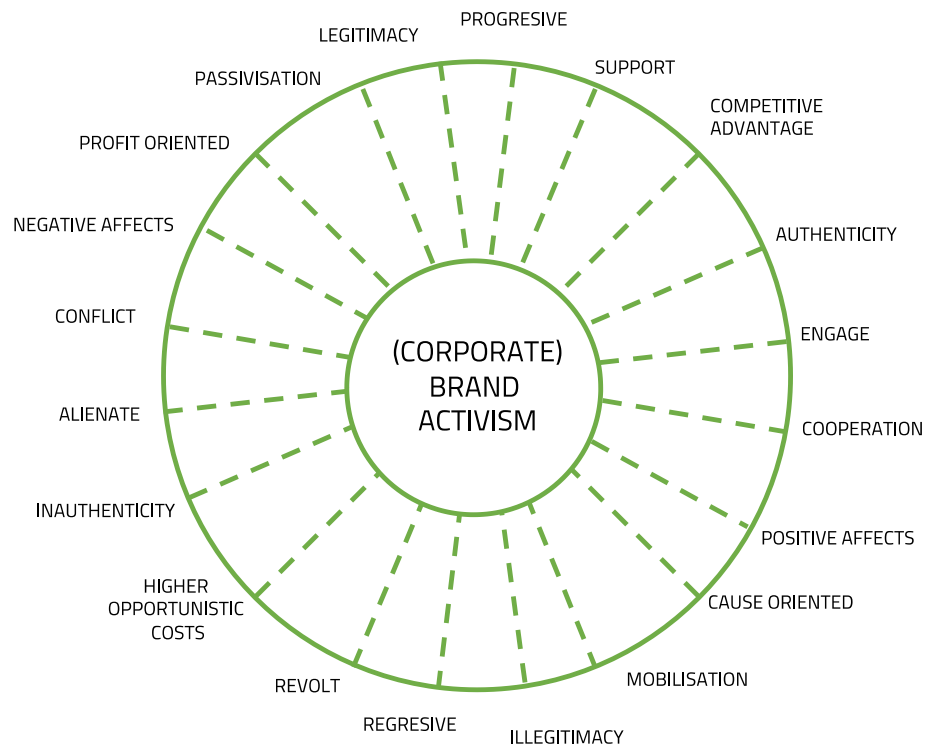 PROGRESIVE
LEGITIMACY
SUPPORT
PASSIVISATION
COMPETITIVE
ADVANTAGE
PROFIT ORIENTED
NEGATIVE AFFECTS
AUTHENTICITY
CONFLICT
ENGAGE
(CORPORATE)
BRAND
ACTIVISM
ALIENATE
COOPERATION
INAUTHENTICITY
POSITIVE AFFECTS
HIGHER
OPPORTUNISTIC
COSTS
CAUSE ORIENTED
REVOLT
MOBILISATION
REGRESIVE
ILLEGITIMACY